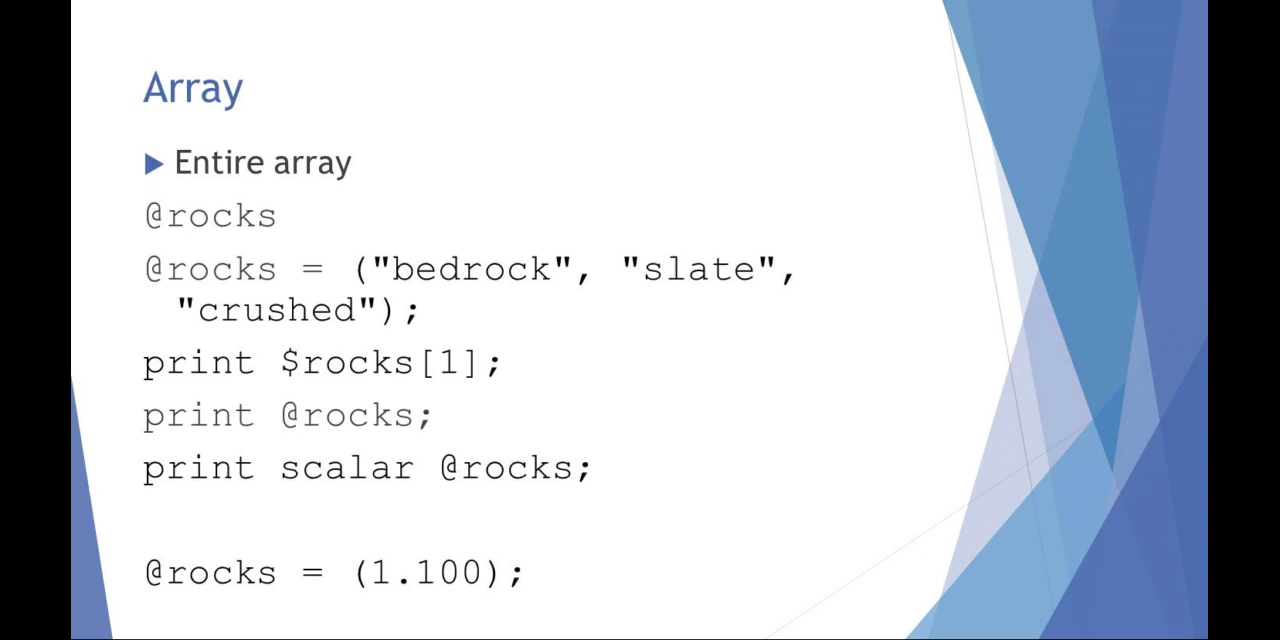 Array
Entire array
@rocks
@rocks = ("bedrock", "slate",
"crushed");
print $rocks[1];
print @rocks;
print scalar @rocks;
@rocks = (1.100);